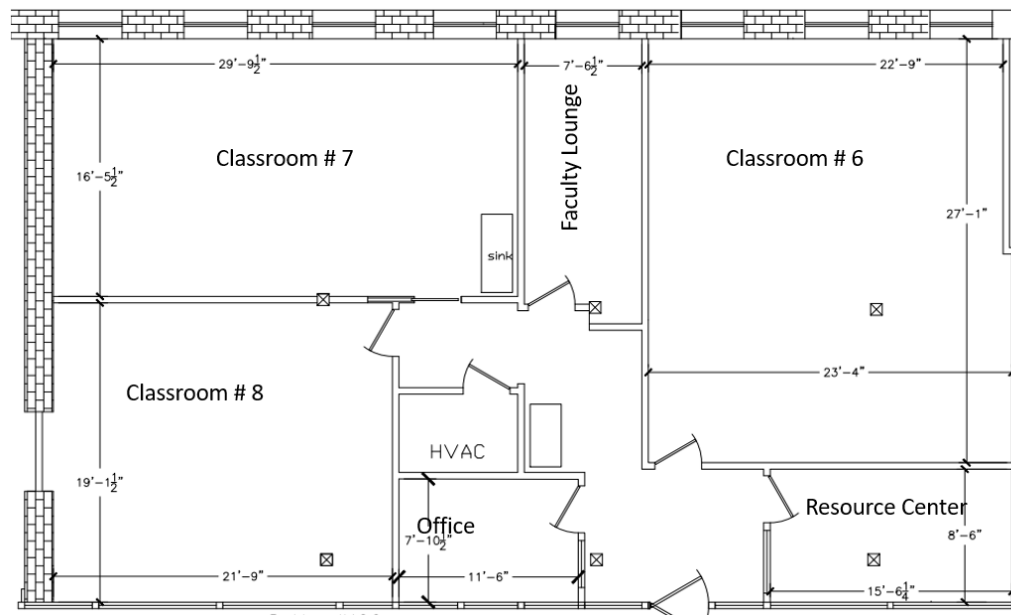 29'-9½"
7'-6½"
22'-9"
Classroom # 7
Faculty Lounge
Classroom # 6
16'-5½"
27'-1"
sink
23'-4"
Classroom # 8
HVAC
19'-1½"
Office
7'-10½"
Resource Center
8'-6"
21'-9"
11'-6"
15'-6¼"